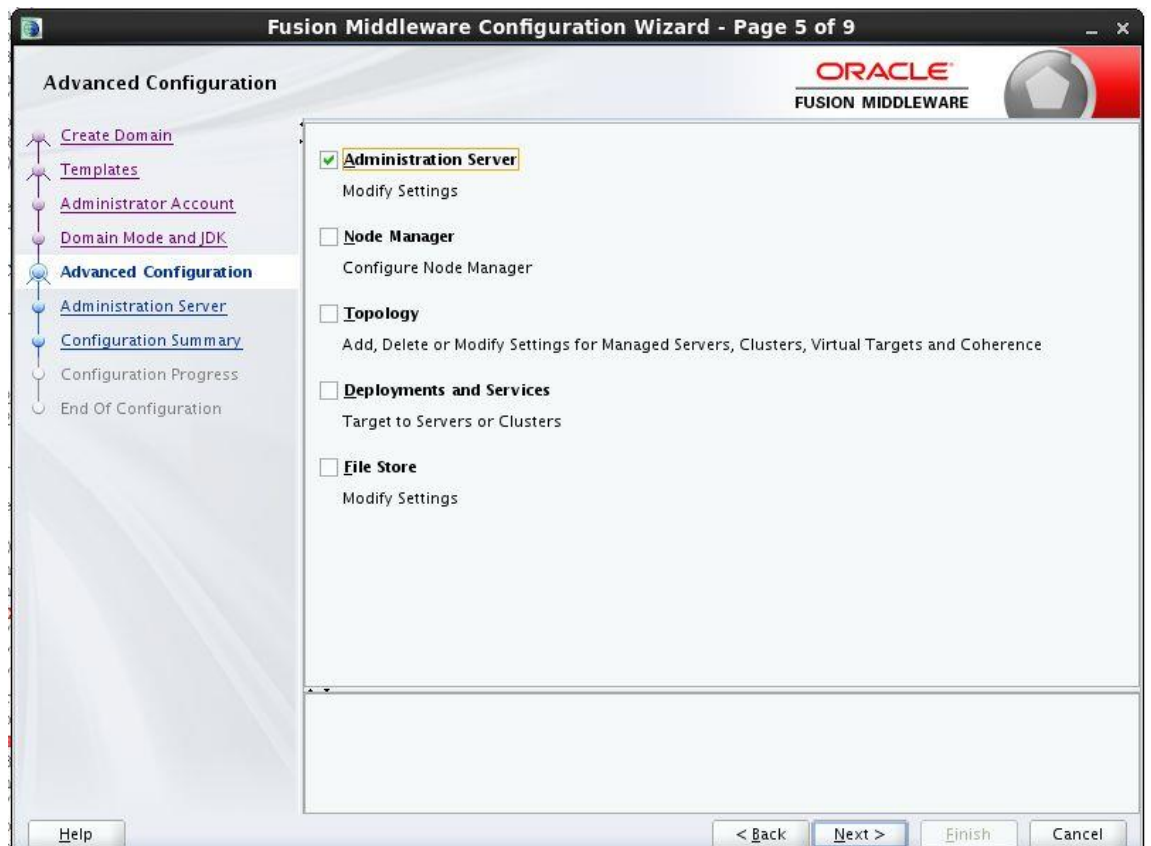 Fusion Middleware Configuration Wizard - Page 5 of 9
Advanced Configuration
ORACLE
FUSION MIDDLEWARE
Create Domain
Templates
Administrator Account
Domain Mode and JDK
Advanced Configuration
Administration Server
Configuration Summary
Configuration Progress
End Of Configuration
Administration Server
Modify Settings
Node Manager
Configure Node Manager
Topology
Add, Delete or Modify Settings for Managed Servers, Clusters, Virtual Targets and Coherence
Deployments and Services
Target to Servers or Clusters
File Store
Modify Settings
Help
< Back
Next >
Finish
Cancel